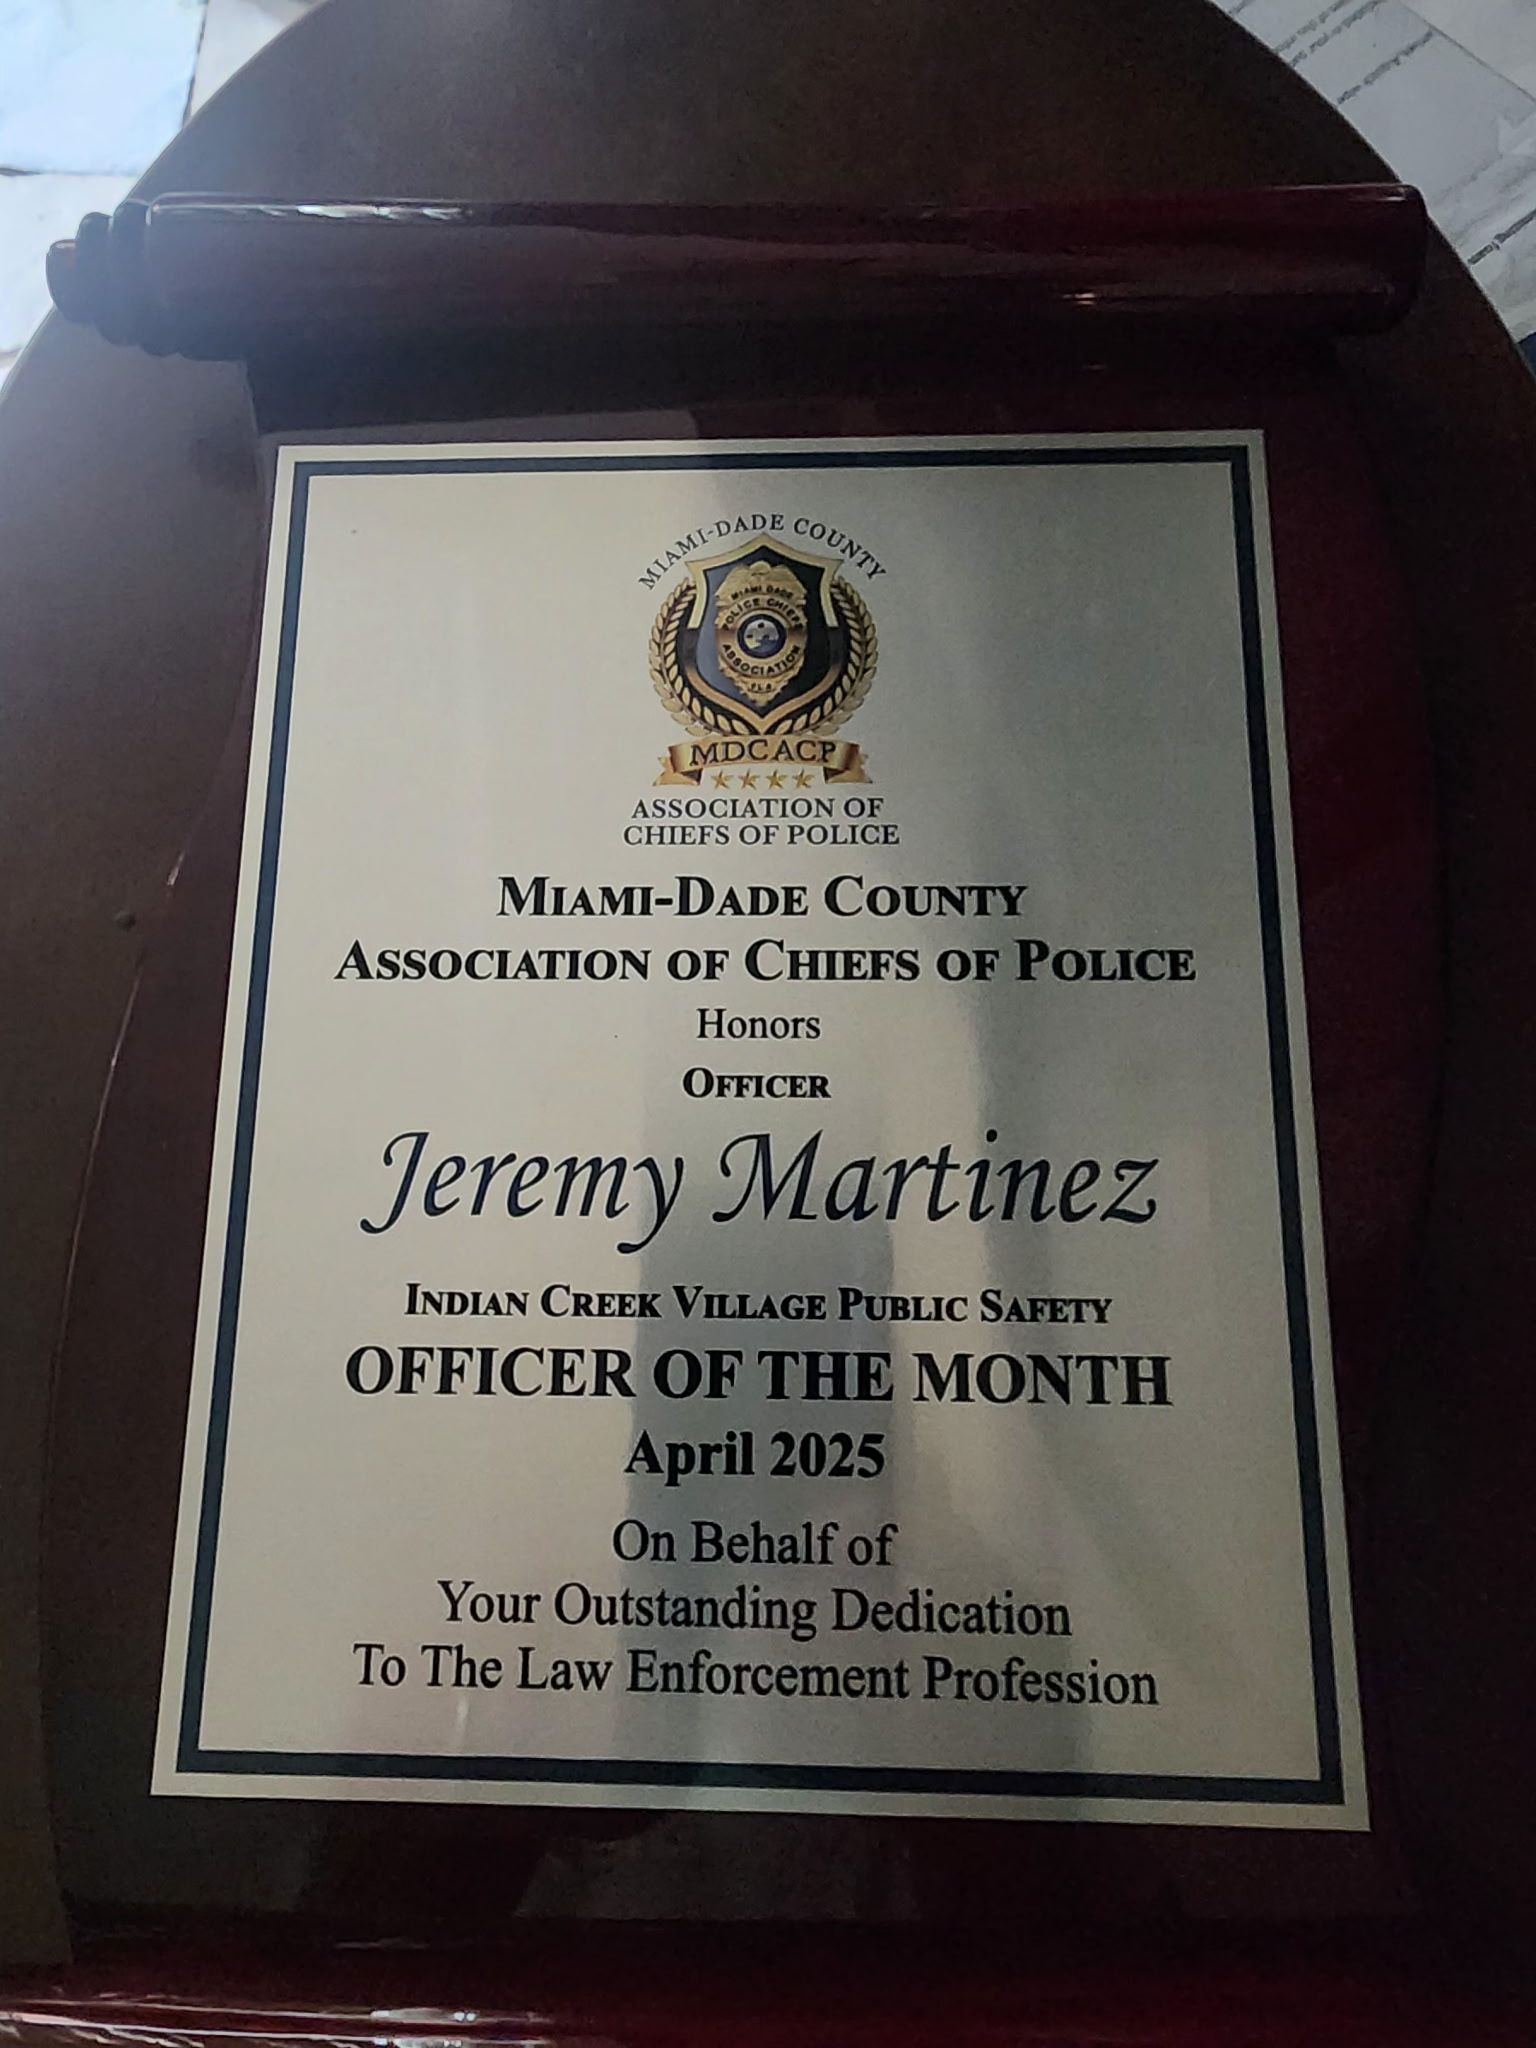 MIAMI-DADE COUNTY
MIAMI DADE
POLICE CHIEFS
ASSOCIATION
FLA
MDCACP
ASSOCIATION OF
CHIEFS OF POLICE
MIAMI-DADE COUNTY
ASSOCIATION OF CHIEFS OF POLICE
Honors
OFFICER
Jeremy Martinez
INDIAN CREEK VILLAGE PUBLIC SAFETY
OFFICER OF THE MONTH
April 2025
On Behalf of
Your Outstanding Dedication
To The Law Enforcement Profession